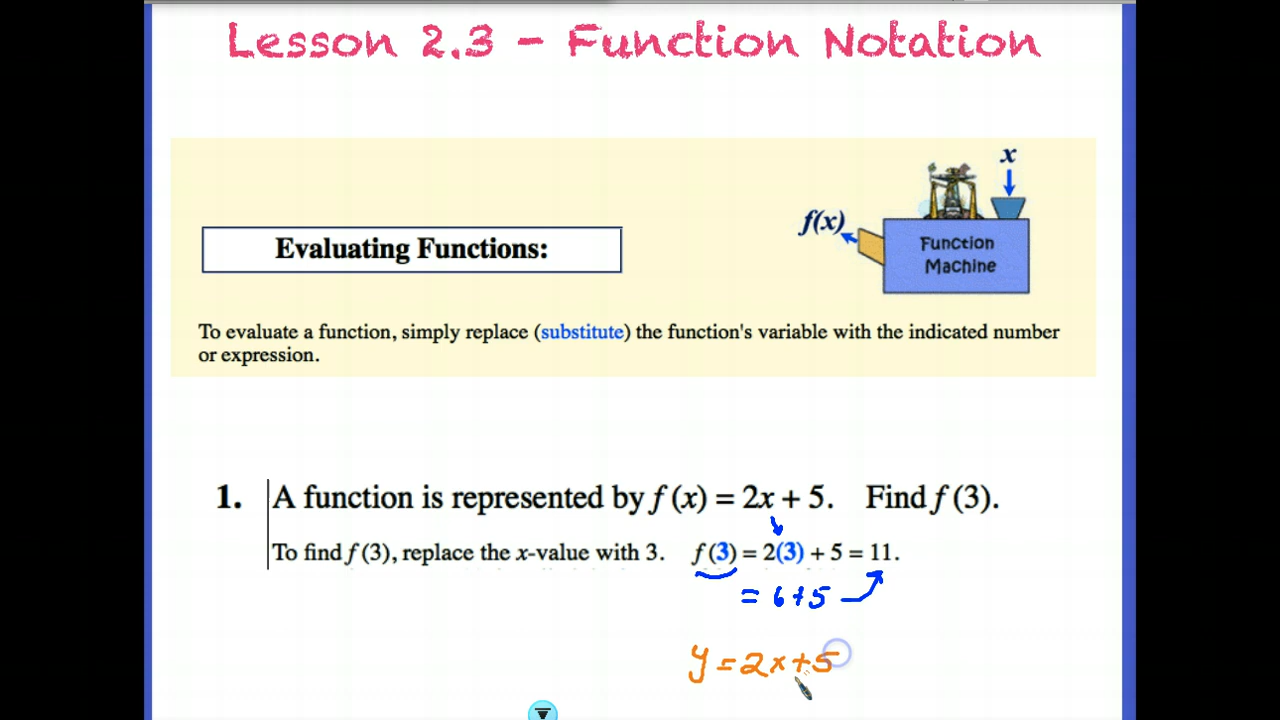 Lesson 2.3 - Function Notation
x
f(x)
Function
Machine
Evaluating Functions:
To evaluate a function, simply replace (substitute) the function's variable with the indicated number
or expression.
1. A function is represented by f (x) = 2x + 5. Find f (3).
To find f (3), replace the x-value with 3. f (3) = 2(3) + 5 = 11.
= 6+5
y = 2x+5